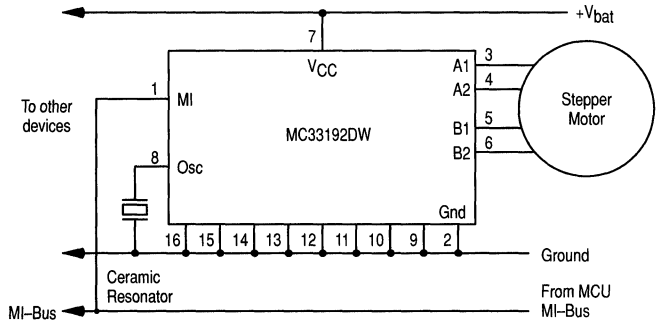 +Vbat
7
VCC
3
A1
4
A2
Stepper
Motor
1
MI
To other
devices
MC33192DW
5
B1
6
B2
8
Osc
Gnd
16
15
14
13
12
11
10
9
2
Ground
Ceramic
Resonator
From MCU
MI–Bus
MI–Bus